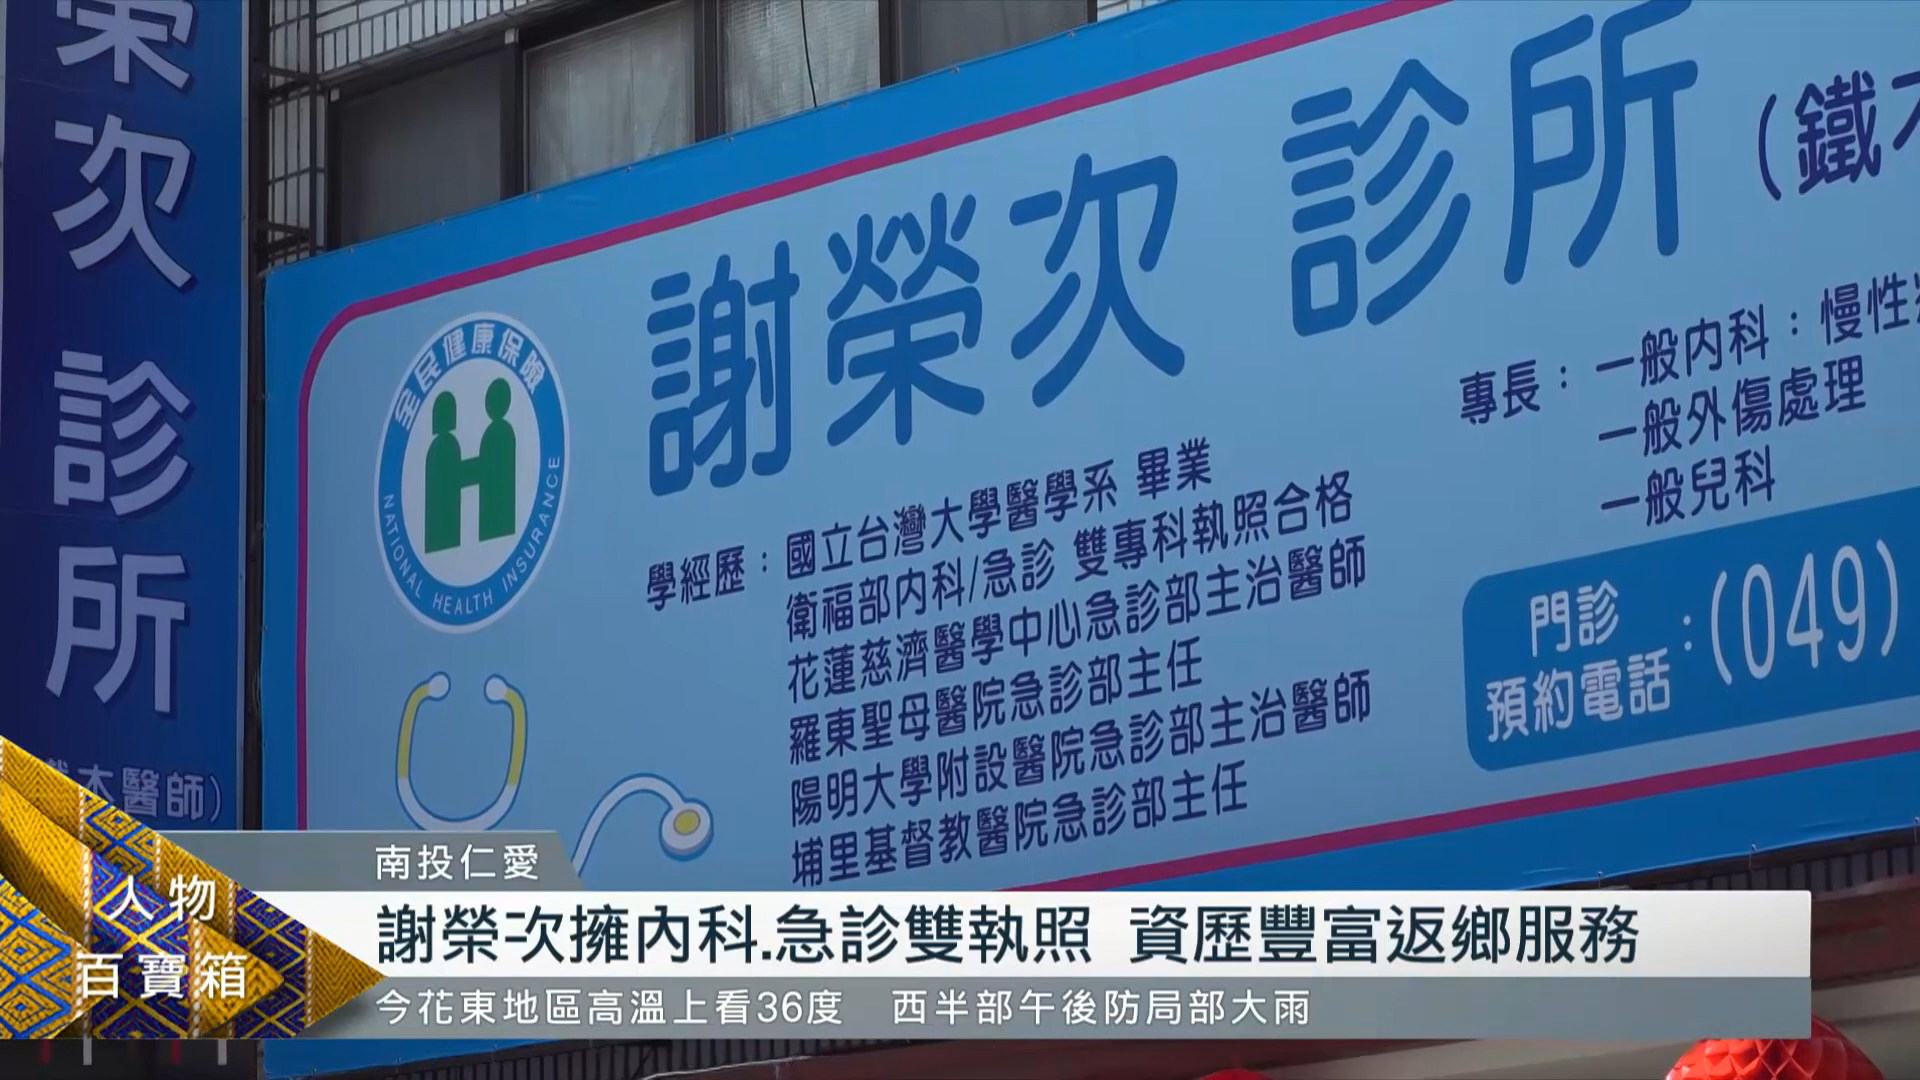 榮次診所
木醫師)
謝榮次 診所
(鐵
全民健康保險
NATIONAL HEALTH INSURANCE
學經歷：國立台灣大學醫學系 畢業
衛福部內科/急診 雙專科執照合格
花蓮慈濟醫學中心急診部主治醫師
羅東聖母醫院急診部主任
陽明大學附設醫院急診部主治醫師
埔里基督教醫院急診部主任
專長：一般內科：慢性
一般外傷處理
一般兒科
門診
預約電話：(049)
南投仁愛
人物
百寶箱
謝榮次擁內科.急診雙執照 資歷豐富返鄉服務
今花東地區高溫上看36度 西半部午後防局部大雨